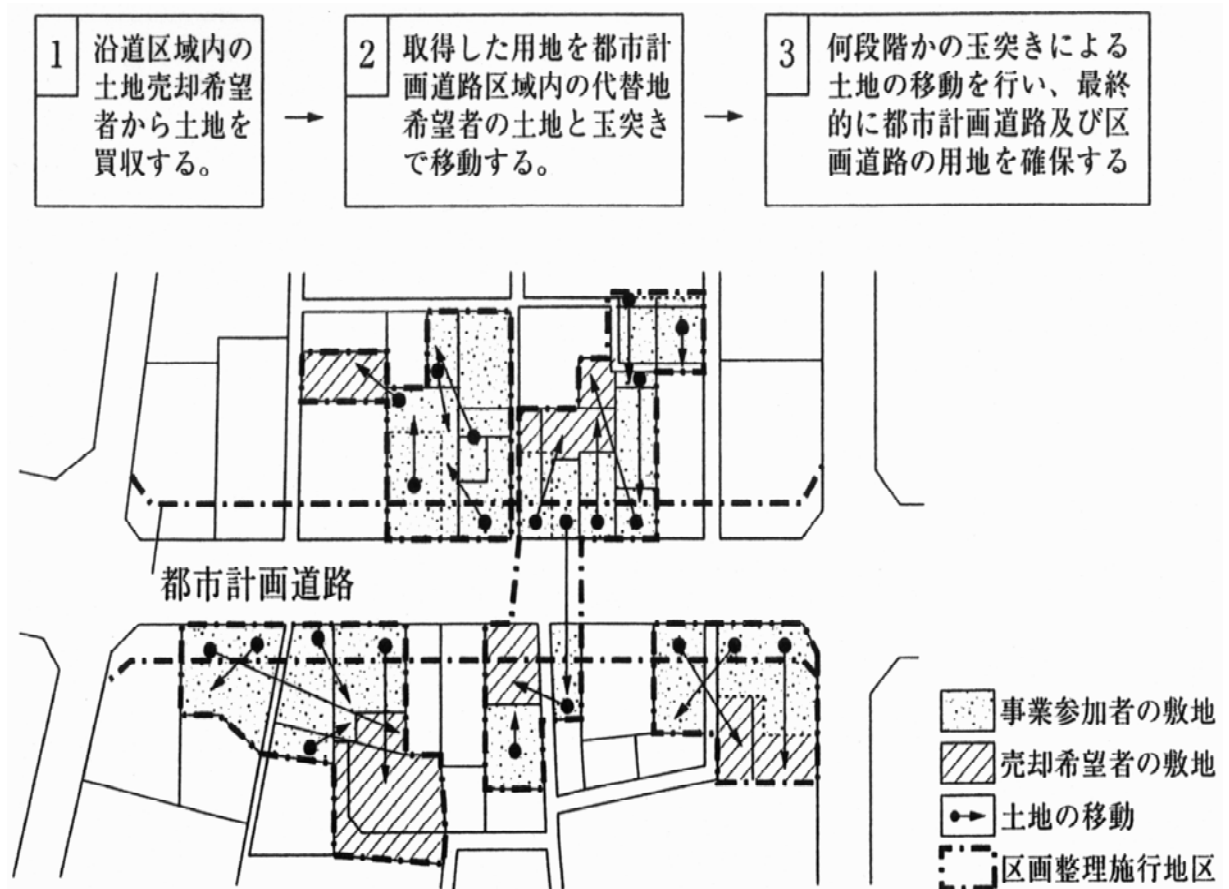 1
沿道区域内の
土地売却希望
者から土地を
買収する。
2
取得した用地を都市計
画道路区域内の代替地
希望者の土地と玉突き
で移動する。
3
何段階かの玉突きによる
土地の移動を行い、最終
的に都市計画道路及び区
画道路の用地を確保する
都市計画道路
事業参加者の敷地
売却希望者の敷地
土地の移動
区画整理施行地区